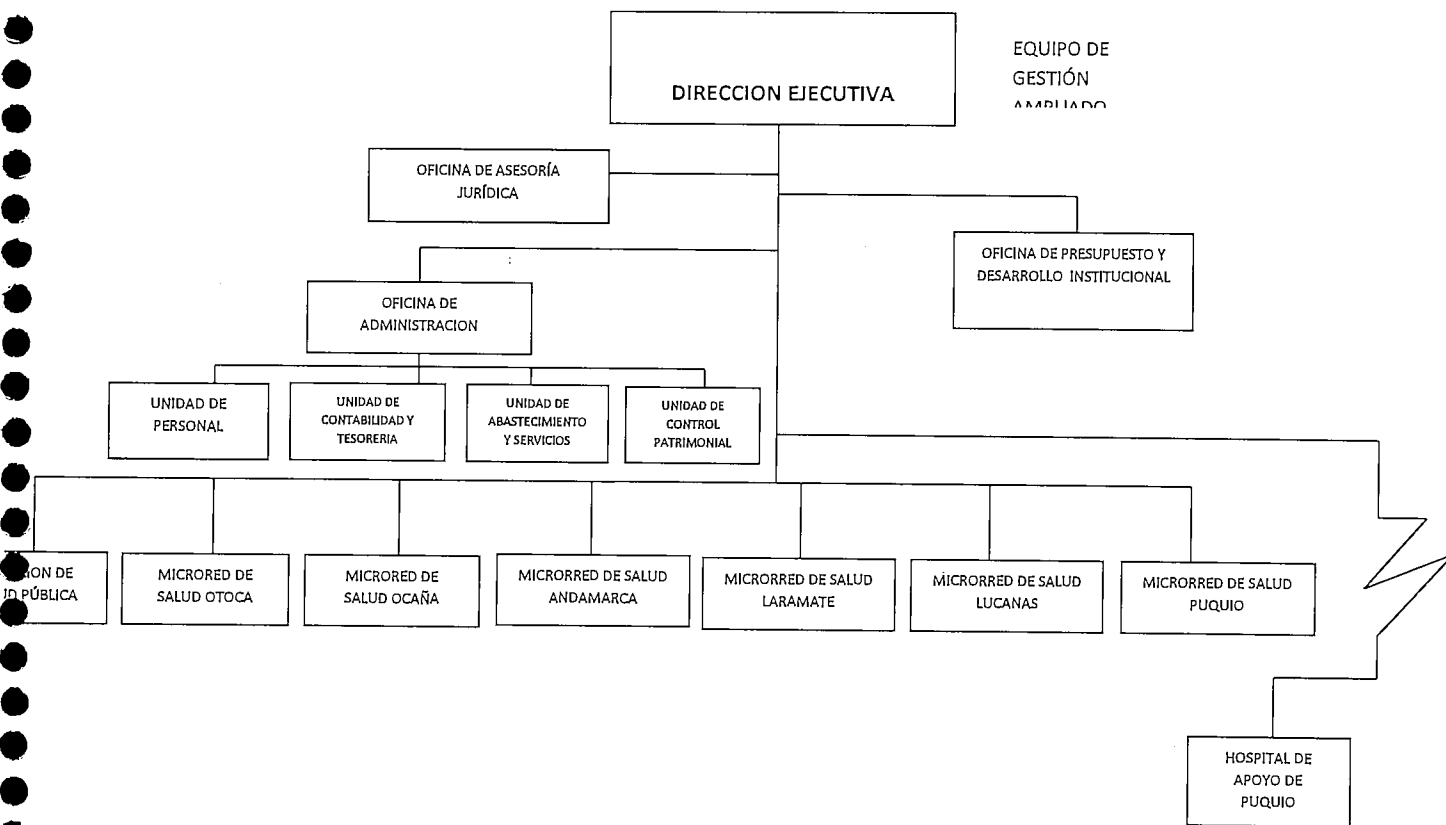 DIRECCION EJECUTIVA
EQUIPO DE
GESTIÓN
AMPLIADO
OFICINA DE ASESORÍA
JURÍDICA
OFICINA DE PRESUPUESTO Y
DESARROLLO INSTITUCIONAL
OFICINA DE
ADMINISTRACION
UNIDAD DE
PERSONAL
UNIDAD DE
CONTABILIDAD Y
TESORERIA
UNIDAD DE
ABASTECIMIENTO
Y SERVICIOS
UNIDAD DE
CONTROL
PATRIMONIAL
DE
PÚBLICA
MICRORED DE
SALUD OTOCA
MICRORED DE
SALUD OCAÑA
MICRORRED DE SALUD
ANDAMARCA
MICRORRED DE SALUD
LARAMATE
MICRORRED DE SALUD
LUCANAS
MICRORRED DE SALUD
PUQUIO
HOSPITAL DE
APOYO DE
PUQUIO